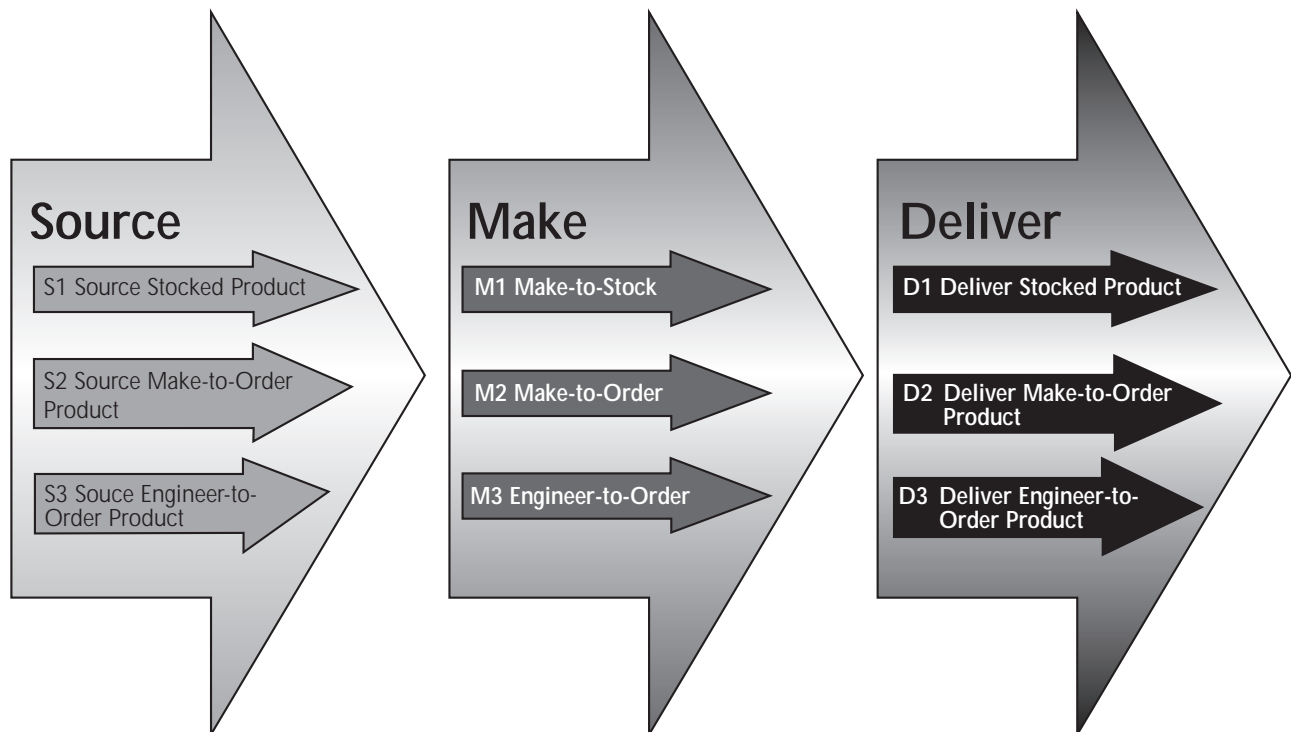 Source
S1 Source Stocked Product
S2 Source Make-to-Order
Product
S3 Souce Engineer-to-
Order Product
Make
M1 Make-to-Stock
M2 Make-to-Order
M3 Engineer-to-Order
Deliver
D1 Deliver Stocked Product
D2 Deliver Make-to-Order
Product
D3 Deliver Engineer-to-
Order Product